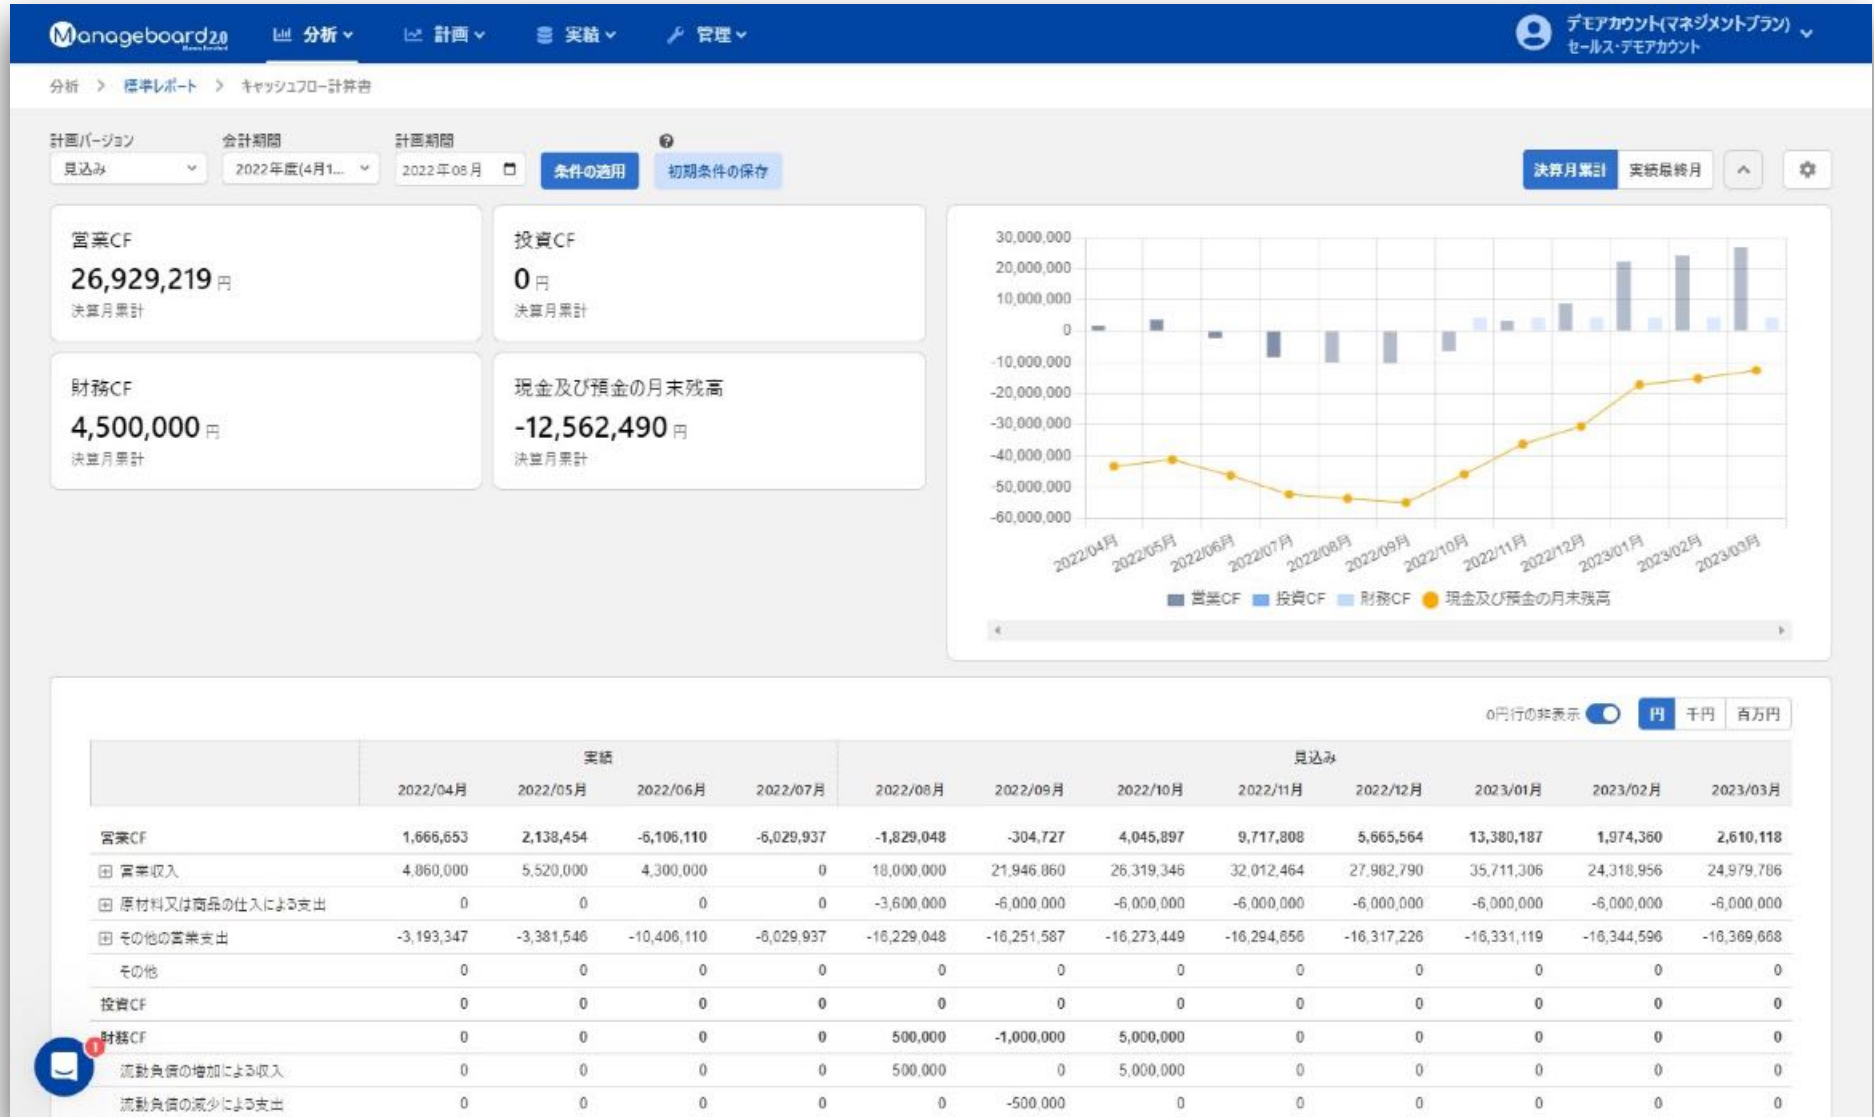 Manageboard2.0 分析 計画 実績 管理 デモアカウント(マネジメントプラン)
セールス・デモアカウント
分析 > 標準レポート > キャッシュフロー計算書
計画バージョン 会計期間 計画期間
見込み 2022年度(4月1... 2022年08月 条件の適用 初期条件の保存 決算月累計 実績最終月
営業CF
26,929,219 円
決算月累計
投資CF
0 円
決算月累計
財務CF
4,500,000 円
決算月累計
現金及び預金の月末残高
-12,562,490 円
決算月累計
30,000,000
20,000,000
10,000,000
0
-10,000,000
-20,000,000
-30,000,000
-40,000,000
-50,000,000
-60,000,000
2022/04月 2022/05月 2022/06月 2022/07月 2022/08月 2022/09月 2022/10月 2022/11月 2022/12月 2023/01月 2023/02月 2023/03月
営業CF 投資CF 財務CF 現金及び預金の月末残高
0円行の非表示 円 千円 百万円
実績 見込み
2022/04月 2022/05月 2022/06月 2022/07月 2022/08月 2022/09月 2022/10月 2022/11月 2022/12月 2023/01月 2023/02月 2023/03月
営業CF 1,666,653 2,138,454 -6,106,110 -6,029,937 -1,829,048 -304,727 4,045,897 9,717,808 5,665,564 13,380,187 1,974,360 2,610,118
営業収入 4,860,000 5,520,000 4,300,000 0 18,000,000 21,946,860 26,319,346 32,012,464 27,982,790 35,711,306 24,318,956 24,979,786
原材料又は商品の仕入による支出 0 0 0 0 -3,600,000 -6,000,000 -6,000,000 -6,000,000 -6,000,000 -6,000,000 -6,000,000 -6,000,000
その他の営業支出 -3,193,347 -3,381,546 -10,406,110 -6,029,937 -16,229,048 -16,251,587 -16,273,449 -16,294,656 -16,317,226 -16,331,119 -16,344,596 -16,369,668
その他 0 0 0 0 0 0 0 0 0 0 0 0
投資CF 0 0 0 0 0 0 0 0 0 0 0 0
財務CF 0 0 0 0 500,000 -1,000,000 5,000,000 0 0 0 0 0
1
流動負債の増加による収入 0 0 0 0 500,000 0 5,000,000 0 0 0 0 0
流動負債の減少による支出 0 0 0 0 0 -500,000 0 0 0 0 0 0